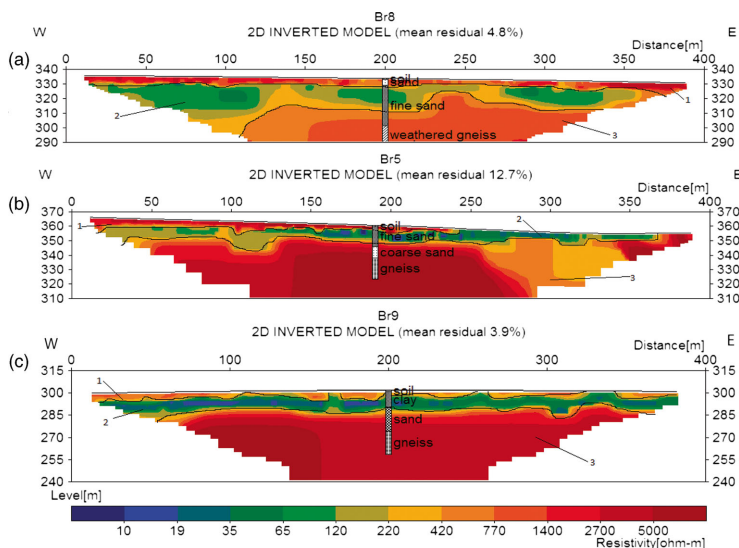 Br8
W 2D INVERTED MODEL (mean residual 4.8%) E
(a) Distance[m]
0 50 100 150 200 250 300 350 400
340 soil 340
330 sand 330
320 fine sand 320
310 310
300 300
290 weathered gneiss 290
2 1 3
Br5
W 2D INVERTED MODEL (mean residual 12.7%) E
(b) Distance[m]
0 50 100 150 200 250 300 350 400
370 370
360 soil 360
350 fine sand 350
340 coarse sand 340
330 gneiss 330
320 320
310 310
1 2 3
Br9
W 2D INVERTED MODEL (mean residual 3.9%) E
(c) Distance[m]
0 100 200 300 400
315 315
300 soil 300
clay
285 sand 285
270 gneiss 270
255 255
240 240
1 2 3
Level[m]
10 19 35 65 120 220 420 770 1400 2700 5000
Resistivity[ohm-m]